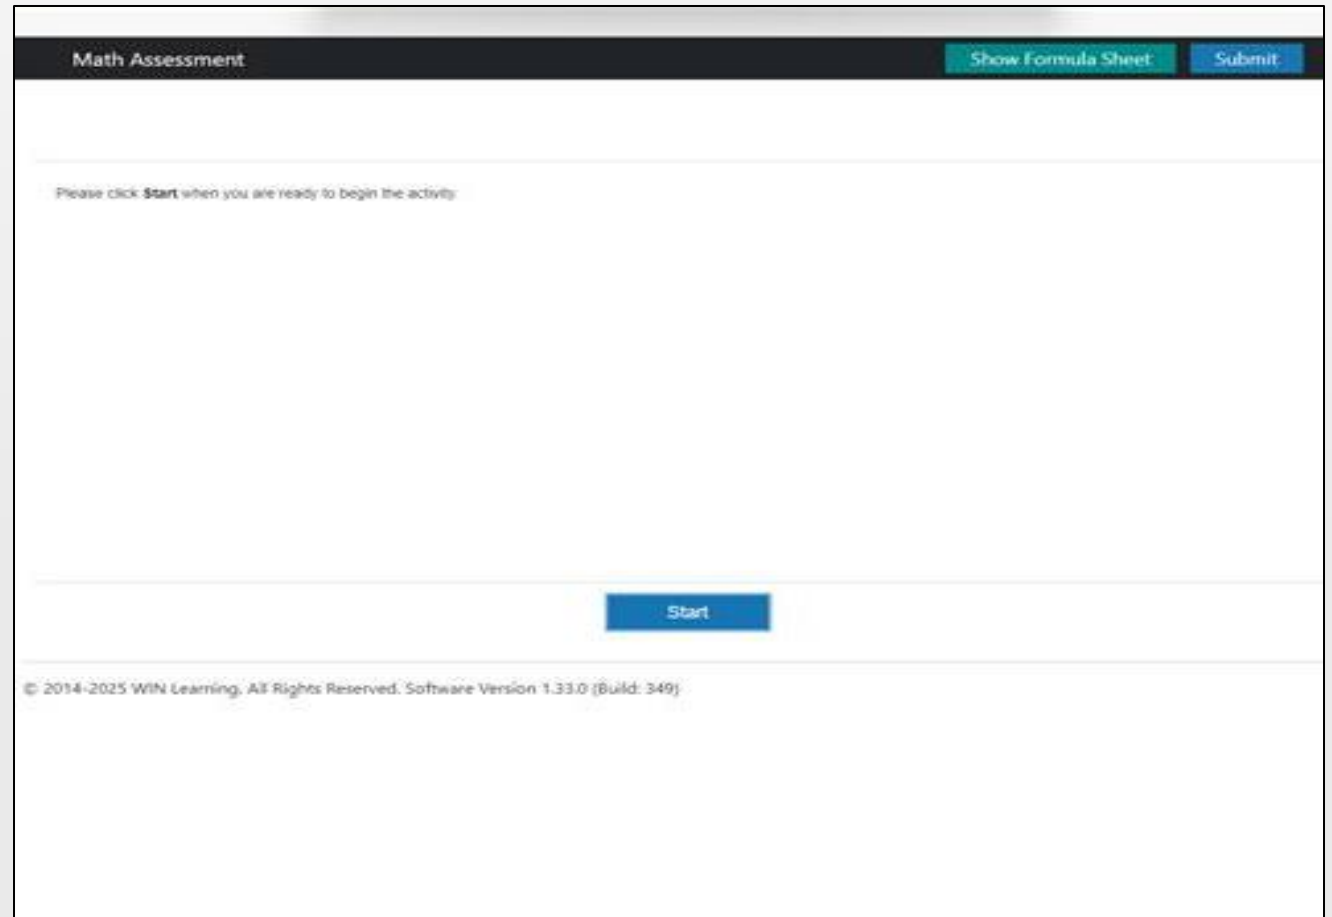 Math Assessment
Show Formula Sheet
Submit
Please click Start when you are ready to begin the activity
Start
© 2014-2025 WIN Learning. All Rights Reserved. Software Version 1.33.0 (Build: 349)